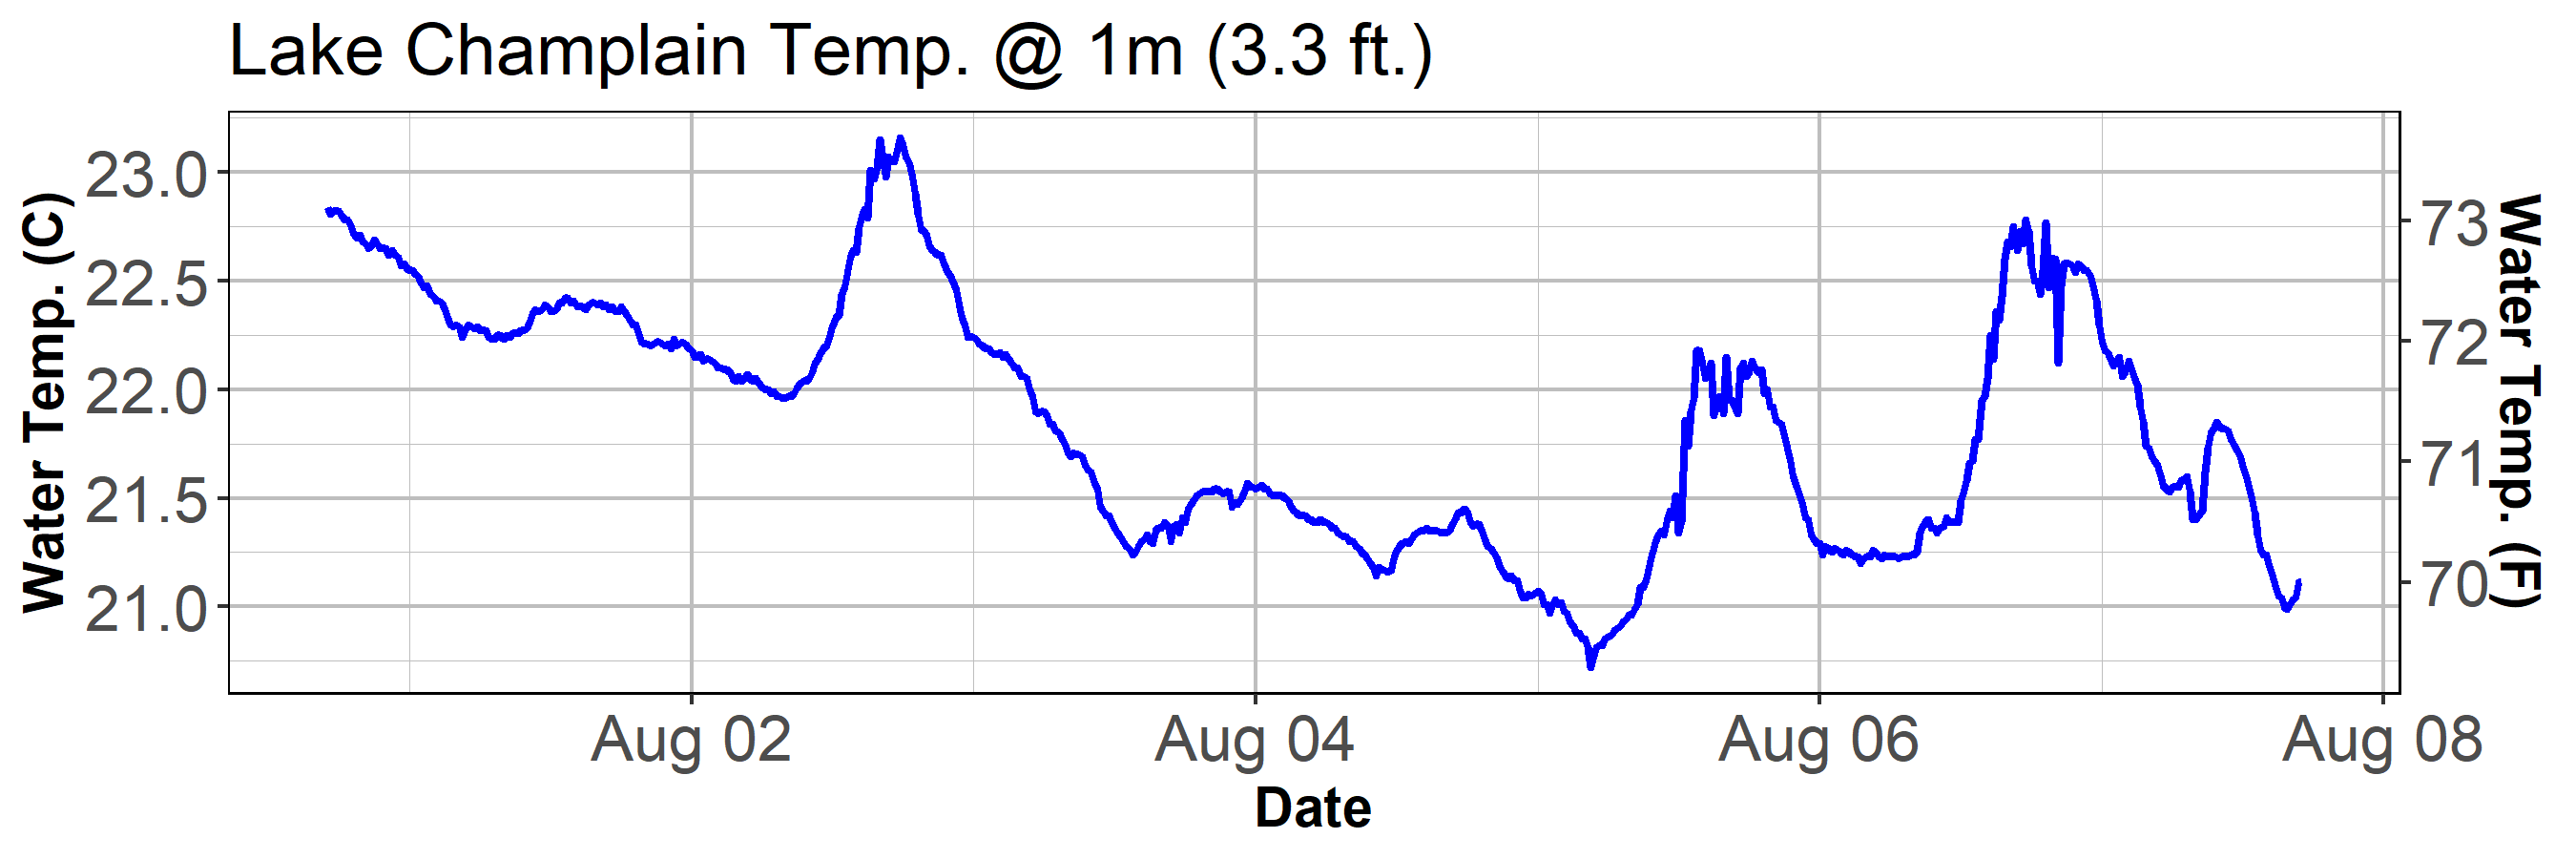 Lake Champlain Temp. @ 1m (3.3 ft.)
Water Temp. (C)
23.0
22.5
22.0
21.5
21.0
73
72
71
70
Water Temp. (F)
Aug 02
Aug 04
Aug 06
Aug 08
Date